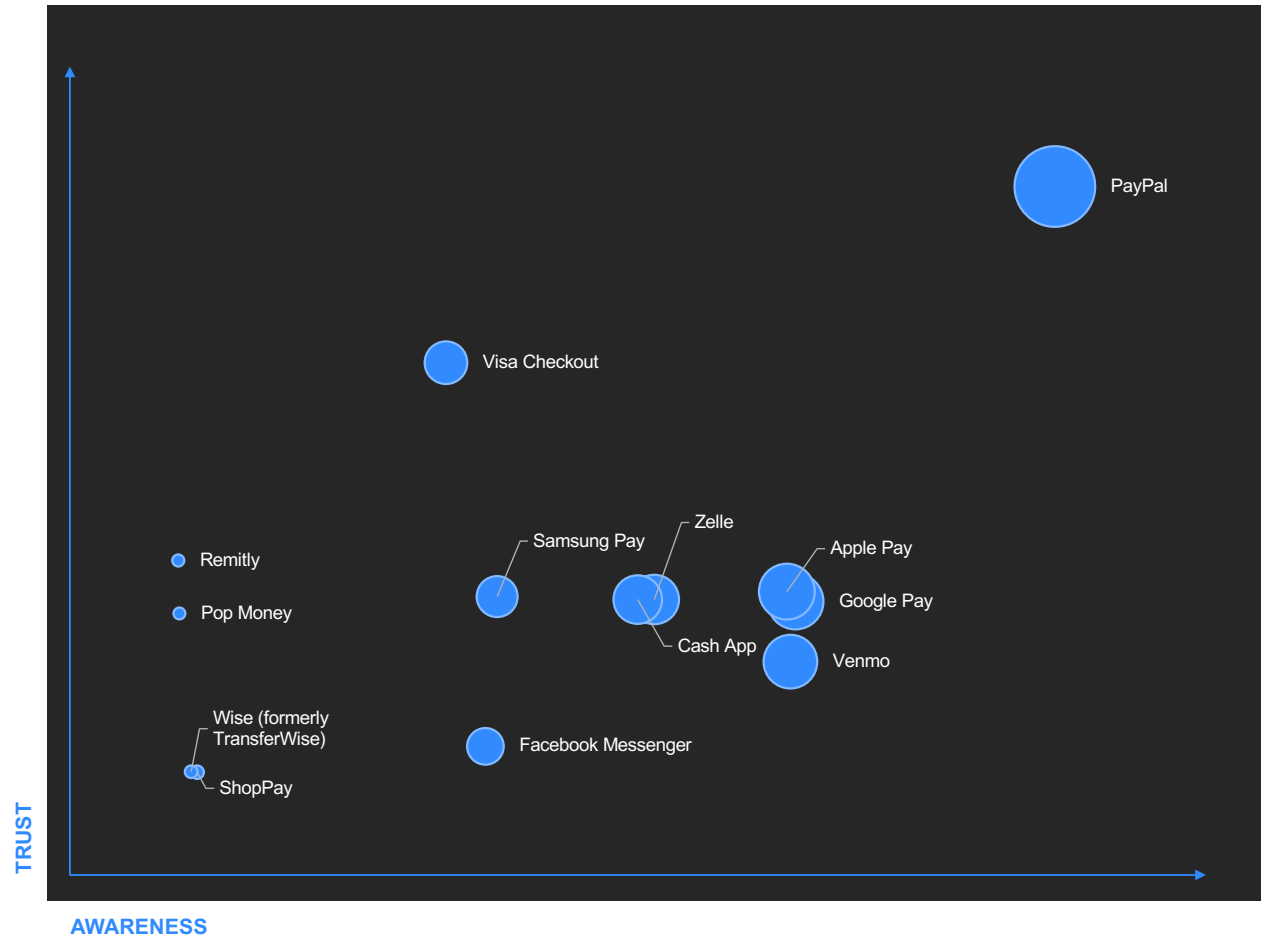 PayPal
Visa Checkout
Zelle
Samsung Pay
Apple Pay
Remitly
Google Pay
Pop Money
Cash App
Venmo
Wise (formerly
TransferWise)
Facebook Messenger
ShopPay
TRUST
AWARENESS